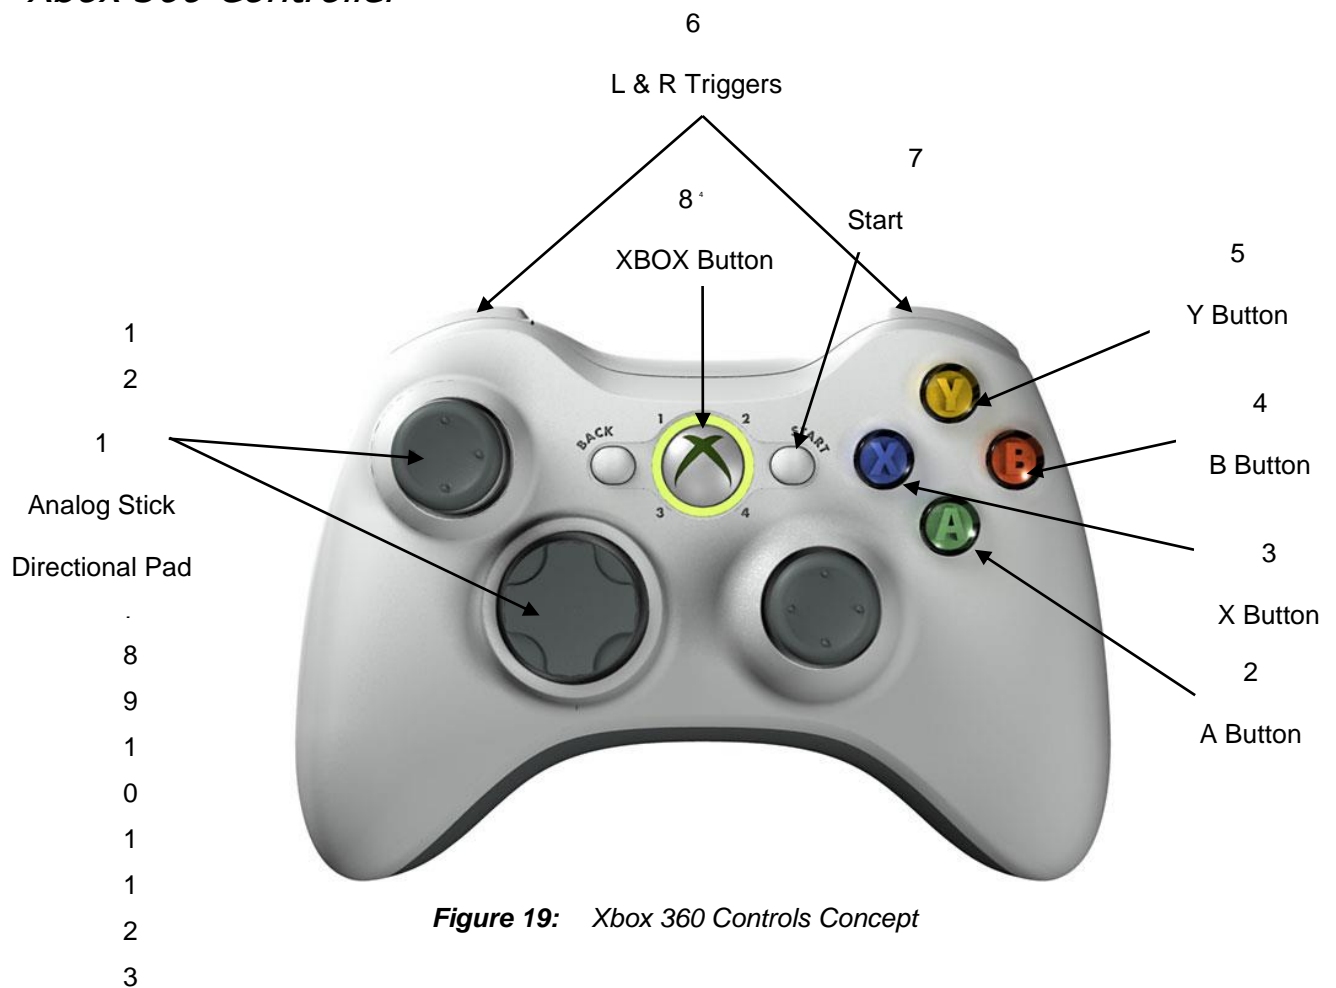 Xbox 360 Controller
6
L & R Triggers
7
8 4
Start
XBOX Button
5
Y Button
1
2
1
Analog Stick
Directional Pad
.
8
9
1
0
1
1
2
3
4
B Button
3
X Button
2
A Button
BACK
1
2
3
4
START
Y
X
B
A
Figure 19: Xbox 360 Controls Concept